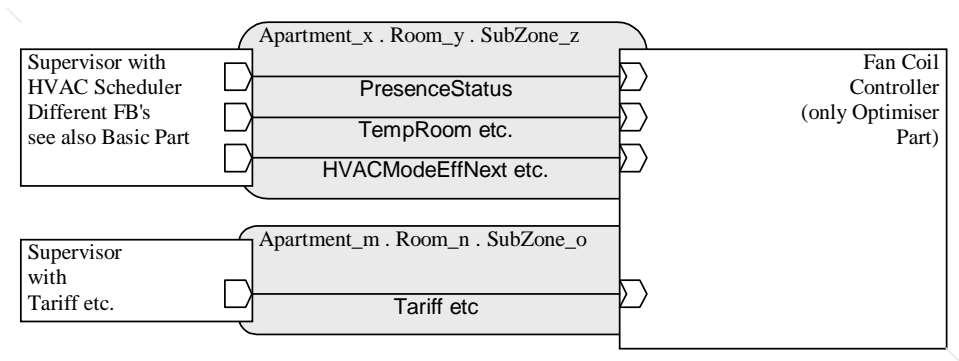 Apartment_x . Room_y . SubZone_z
Supervisor with
HVAC Scheduler
Different FB's
see also Basic Part
PresenceStatus
TempRoom etc.
HVACModeEffNext etc.
Fan Coil
Controller
(only Optimiser
Part)
Apartment_m . Room_n . SubZone_o
Supervisor
with
Tariff etc.
Tariff etc